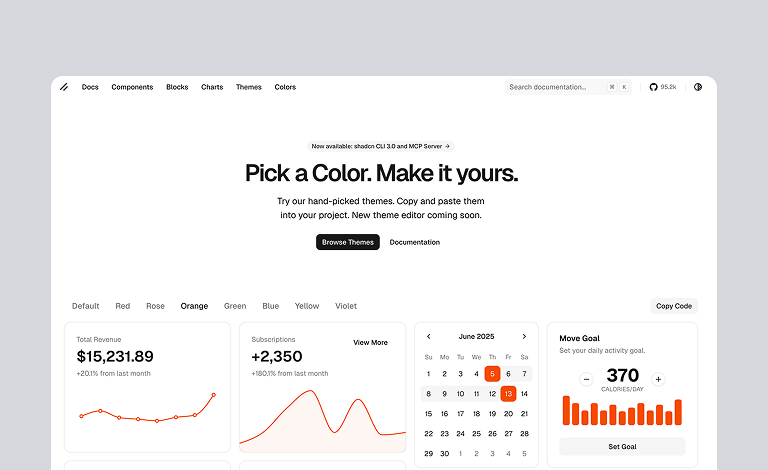 Docs Components Blocks Charts Themes Colors Search documentation... ⌘ K 95.2k
Now available: shadcn CLI 3.0 and MCP Server →
Pick a Color. Make it yours.
Try our hand-picked themes. Copy and paste them
into your project. New theme editor coming soon.
Browse Themes Documentation
Default Red Rose Orange Green Blue Yellow Violet Copy Code
Total Revenue
$15,231.89
+20.1% from last month
Subscriptions
View More
+2,350
+180.1% from last month
June 2025
Su Mo Tu We Th Fr Sa
1 2 3 4 5 6 7
8 9 10 11 12 13 14
15 16 17 18 19 20 21
22 23 24 25 26 27 28
29 30 1 2 3 4 5
Move Goal
Set your daily activity goal.
370
CALORIES/DAY
Set Goal